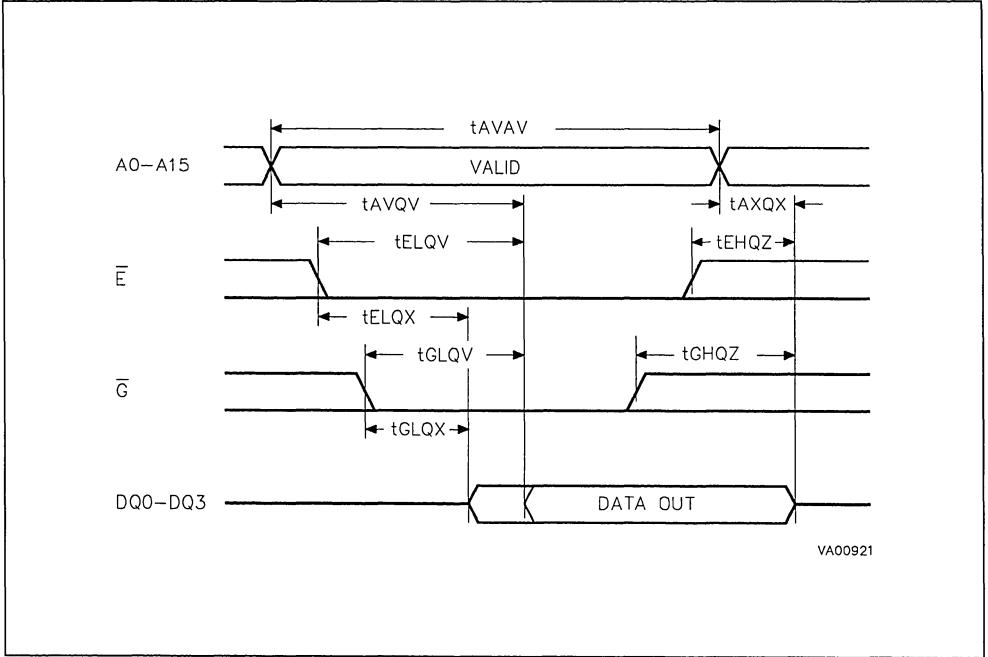 tAVAV
A0-A15
VALID
tAVQV
tAXQX
tELQV
tEHQZ
E
tELQX
tGLQV
tGHQZ
G
tGLQX
DQ0-DQ3
DATA OUT
VA00921